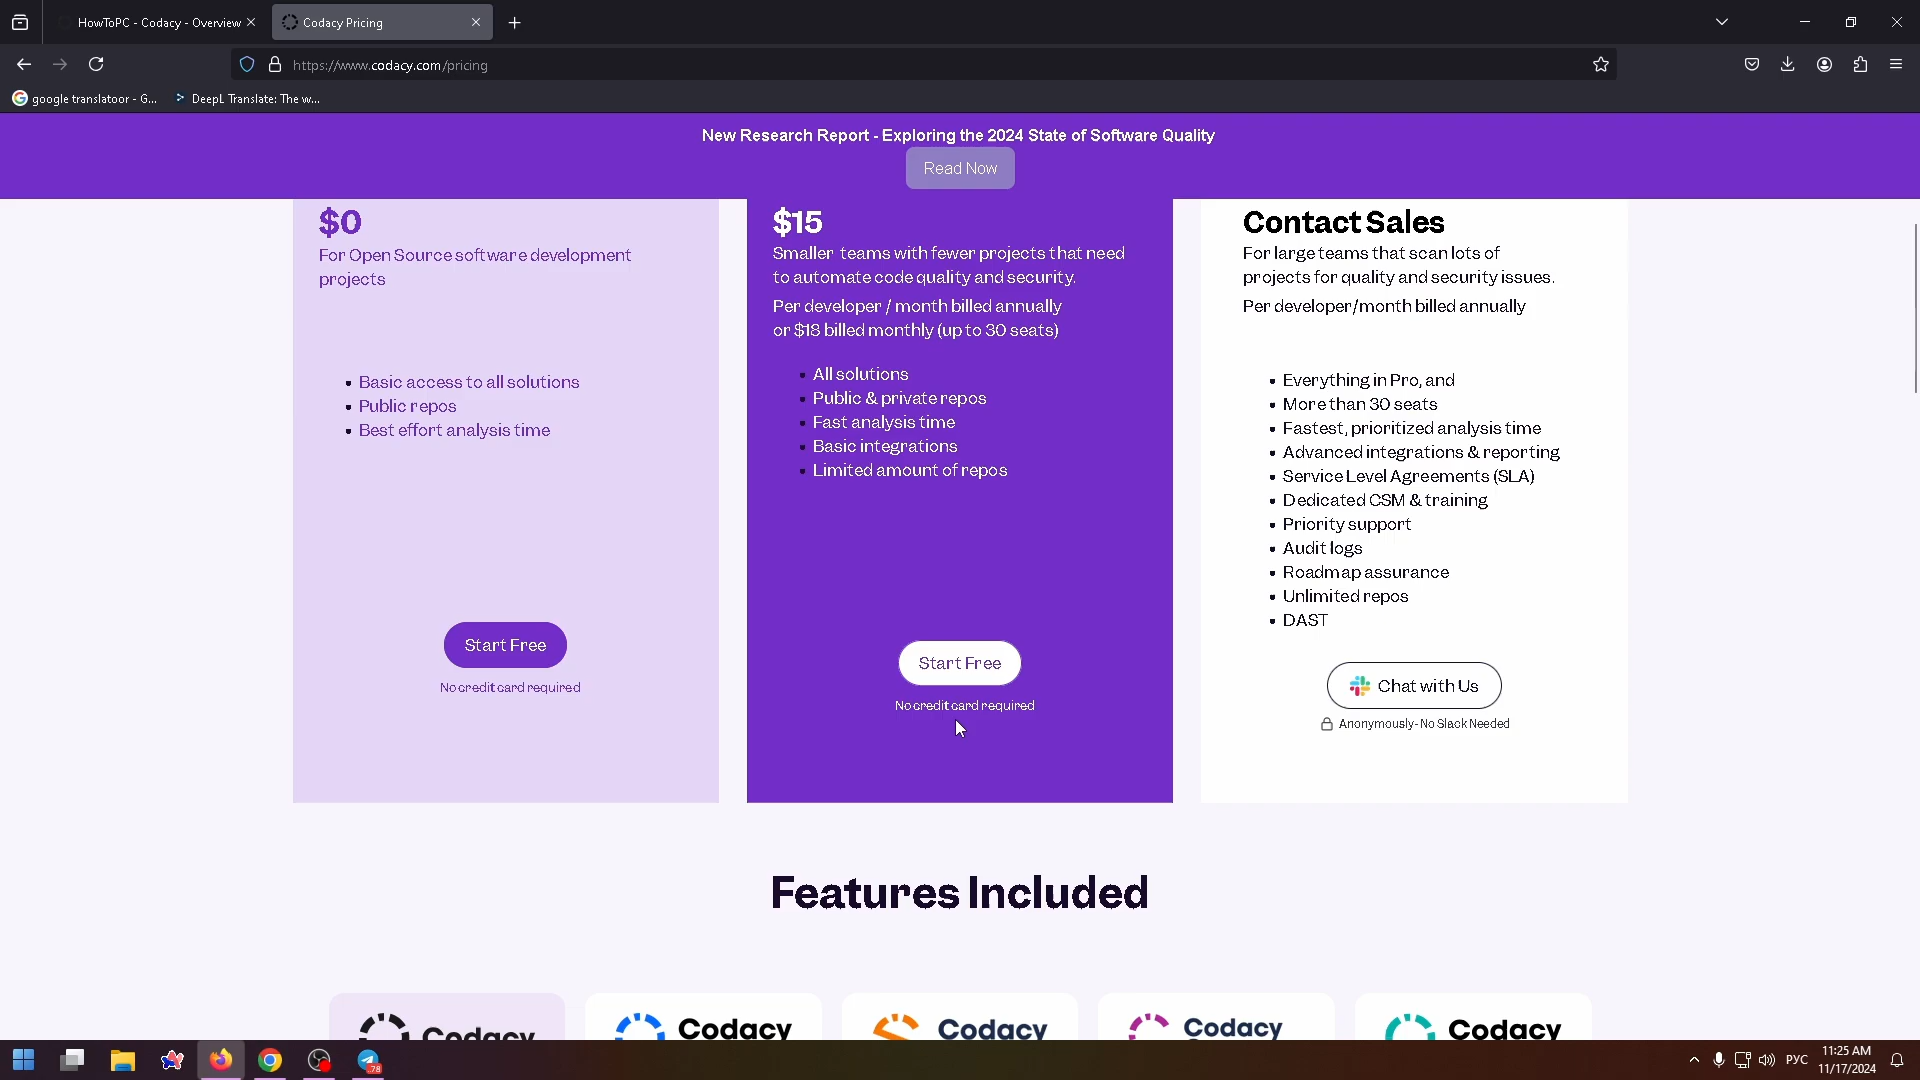 HowToPC - Codacy - Overview
Codacy Pricing
https://www.codacy.com/pricing
google translatoor - G...
DeepL Translate: The w...
New Research Report - Exploring the 2024 State of Software Quality
Read Now
$0
For Open Source software development
projects
Basic access to all solutions
Public repos
Best effort analysis time
Start Free
No credit card required
$15
Smaller teams with fewer projects that need
to automate code quality and security.
Per developer / month billed annually
or $18 billed monthly (up to 30 seats)
All solutions
Public & private repos
Fast analysis time
Basic integrations
Limited amount of repos
Start Free
No credit card required
Contact Sales
For large teams that scan lots of
projects for quality and security issues.
Per developer/month billed annually
Everything in Pro, and
More than 30 seats
Fastest, prioritized analysis time
Advanced integrations & reporting
Service Level Agreements (SLA)
Dedicated CSM & training
Priority support
Audit logs
Roadmap assurance
Unlimited repos
DAST
Chat with Us
Anonymously- No Slack Needed
Features Included
Codacy
Codacy
Codacy
Codacy
Codacy
78
РУС
11:25 AM
11/17/2024